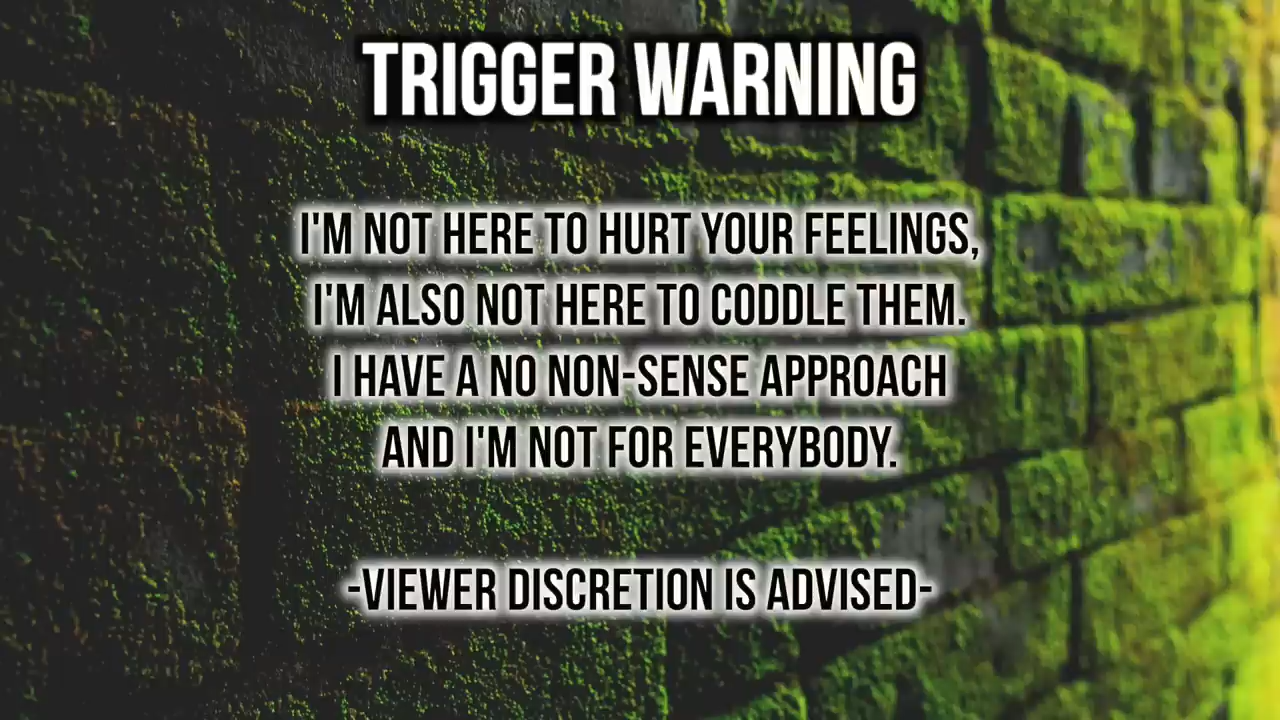 TRIGGER WARNING
I'M NOT HERE TO HURT YOUR FEELINGS,
I'M ALSO NOT HERE TO CODDLE THEM.
I HAVE A NO NON-SENSE APPROACH
AND I'M NOT FOR EVERYBODY.
-VIEWER DISCRETION IS ADVISED-